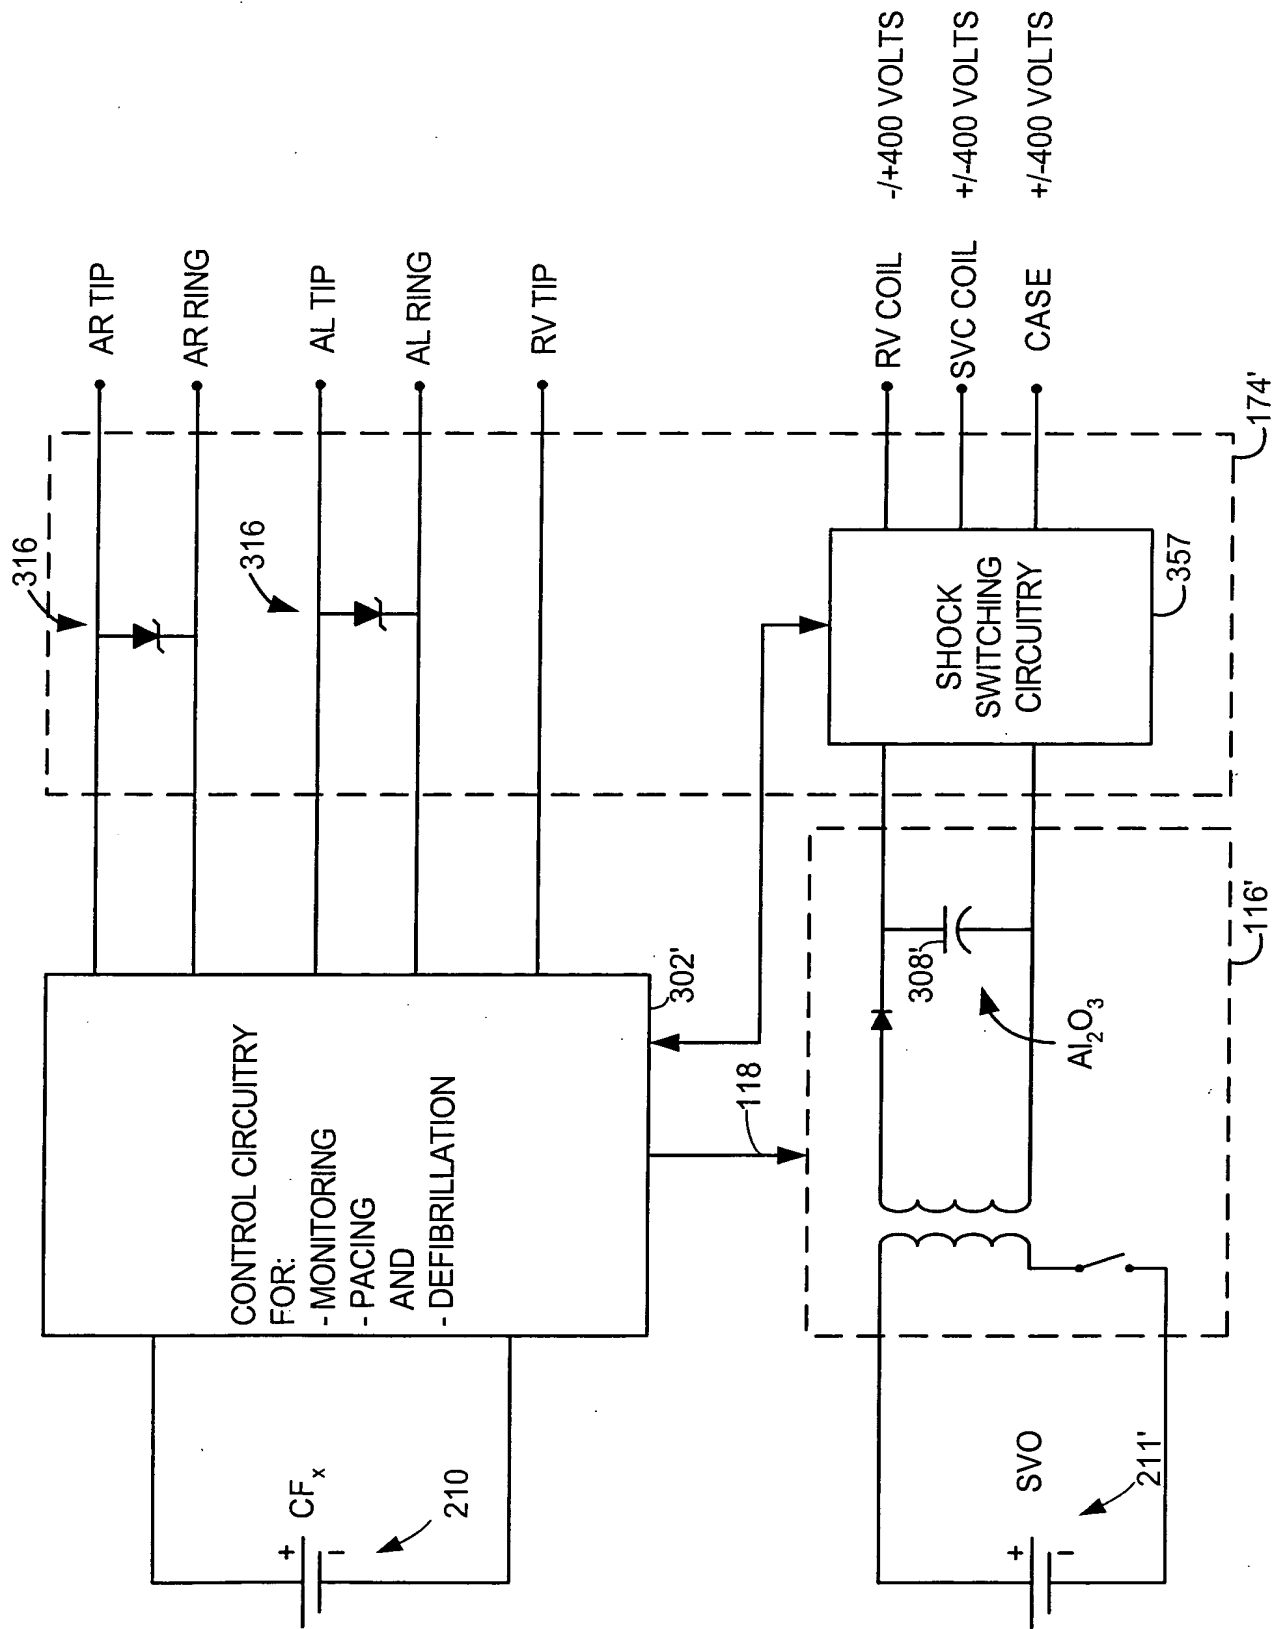 316
316
AR TIP
AR RING
AL TIP
AL RING
RV TIP
CONTROL CIRCUITRY
FOR:
- MONITORING
- PACING
AND
- DEFIBRILLATION
302'
CFx
+
−
210
118
SHOCK
SWITCHING
CIRCUITRY
357
RV COIL -/+400 VOLTS
SVC COIL +/-400 VOLTS
CASE +/-400 VOLTS
174'
308'
Al2O3
116'
SVO
+
−
211'